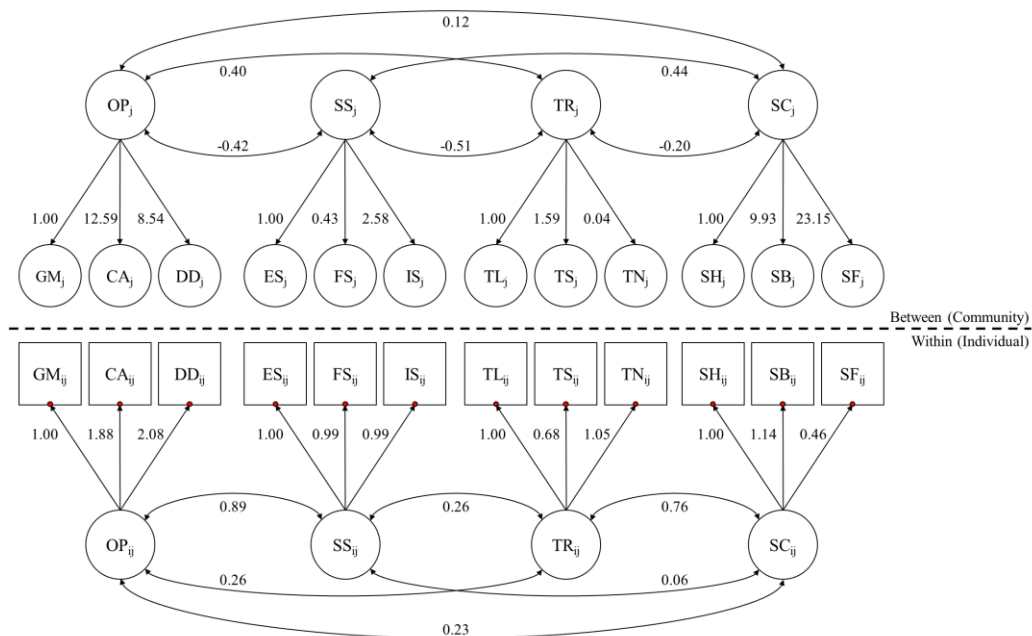 0.12
0.40 0.44
OPj SSj TRj SCj
-0.42 -0.51 -0.20
1.00 12.59 8.54 1.00 0.43 2.58 1.00 1.59 0.04 1.00 9.93 23.15
GMj CAj DDj ESj FSj ISj TLj TSj TNj SHj SBj SFj
Between (Community)
Within (Individual)
GMij CAij DDij ESij FSij ISij TLij TSij TNij SHij SBij SFij
1.00 1.88 2.08 1.00 0.99 0.99 1.00 0.68 1.05 1.00 1.14 0.46
0.89 0.26 0.76
OPij SSij TRij SCij
0.26 0.06
0.23